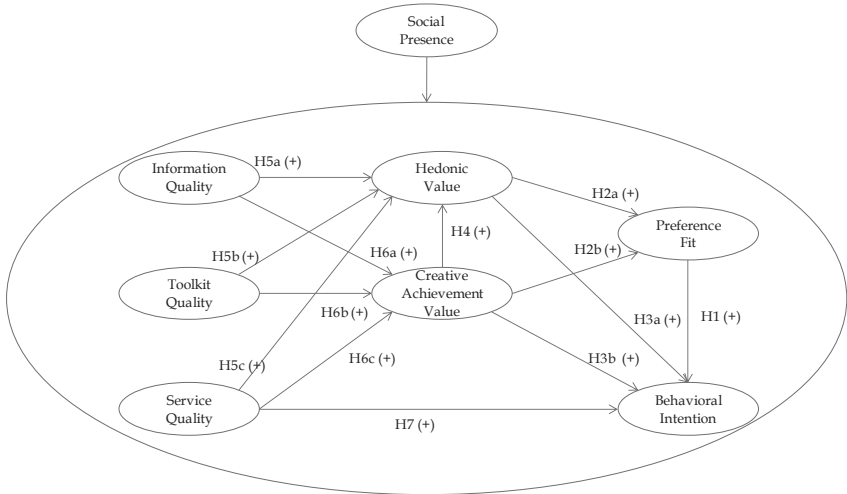 Social
Presence
Information
Quality
H5a (+)
Hedonic
Value
H2a (+)
Preference
Fit
H4 (+)
H2b (+)
H5b (+)
H6a (+)
Toolkit
Quality
Creative
Achievement
Value
H6b (+)
H3a (+)
H1 (+)
H5c (+)
H6c (+)
H3b (+)
Service
Quality
H7 (+)
Behavioral
Intention